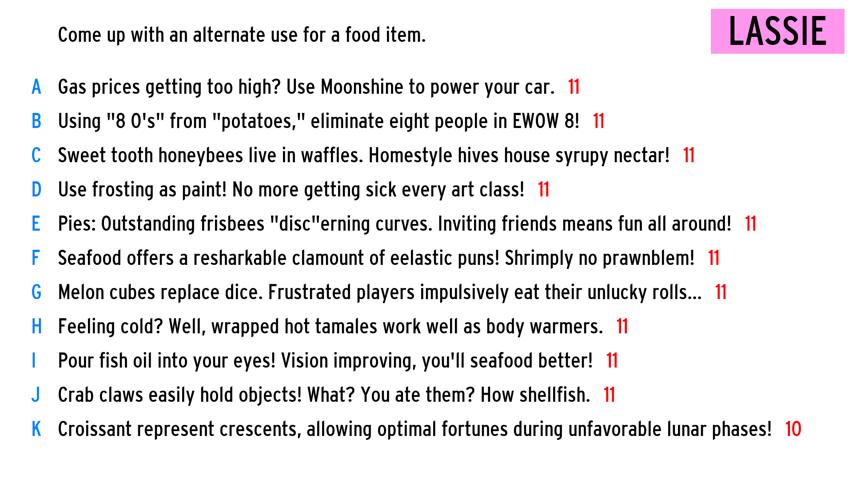 Come up with an alternate use for a food item.
LASSIE
A Gas prices getting too high? Use Moonshine to power your car. 11
B Using "8 O's" from "potatoes," eliminate eight people in EWOW 8! 11
C Sweet tooth honeybees live in waffles. Homestyle hives house syrupy nectar! 11
D Use frosting as paint! No more getting sick every art class! 11
E Pies: Outstanding frisbees "disc"erning curves. Inviting friends means fun all around! 11
F Seafood offers a resharkable clamount of eelastic puns! Shrimply no prawnblem! 11
G Melon cubes replace dice. Frustrated players impulsively eat their unlucky rolls... 11
H Feeling cold? Well, wrapped hot tamales work well as body warmers. 11
I Pour fish oil into your eyes! Vision improving, you'll seafood better! 11
J Crab claws easily hold objects! What? You ate them? How shellfish. 11
K Croissant represent crescents, allowing optimal fortunes during unfavorable lunar phases! 10